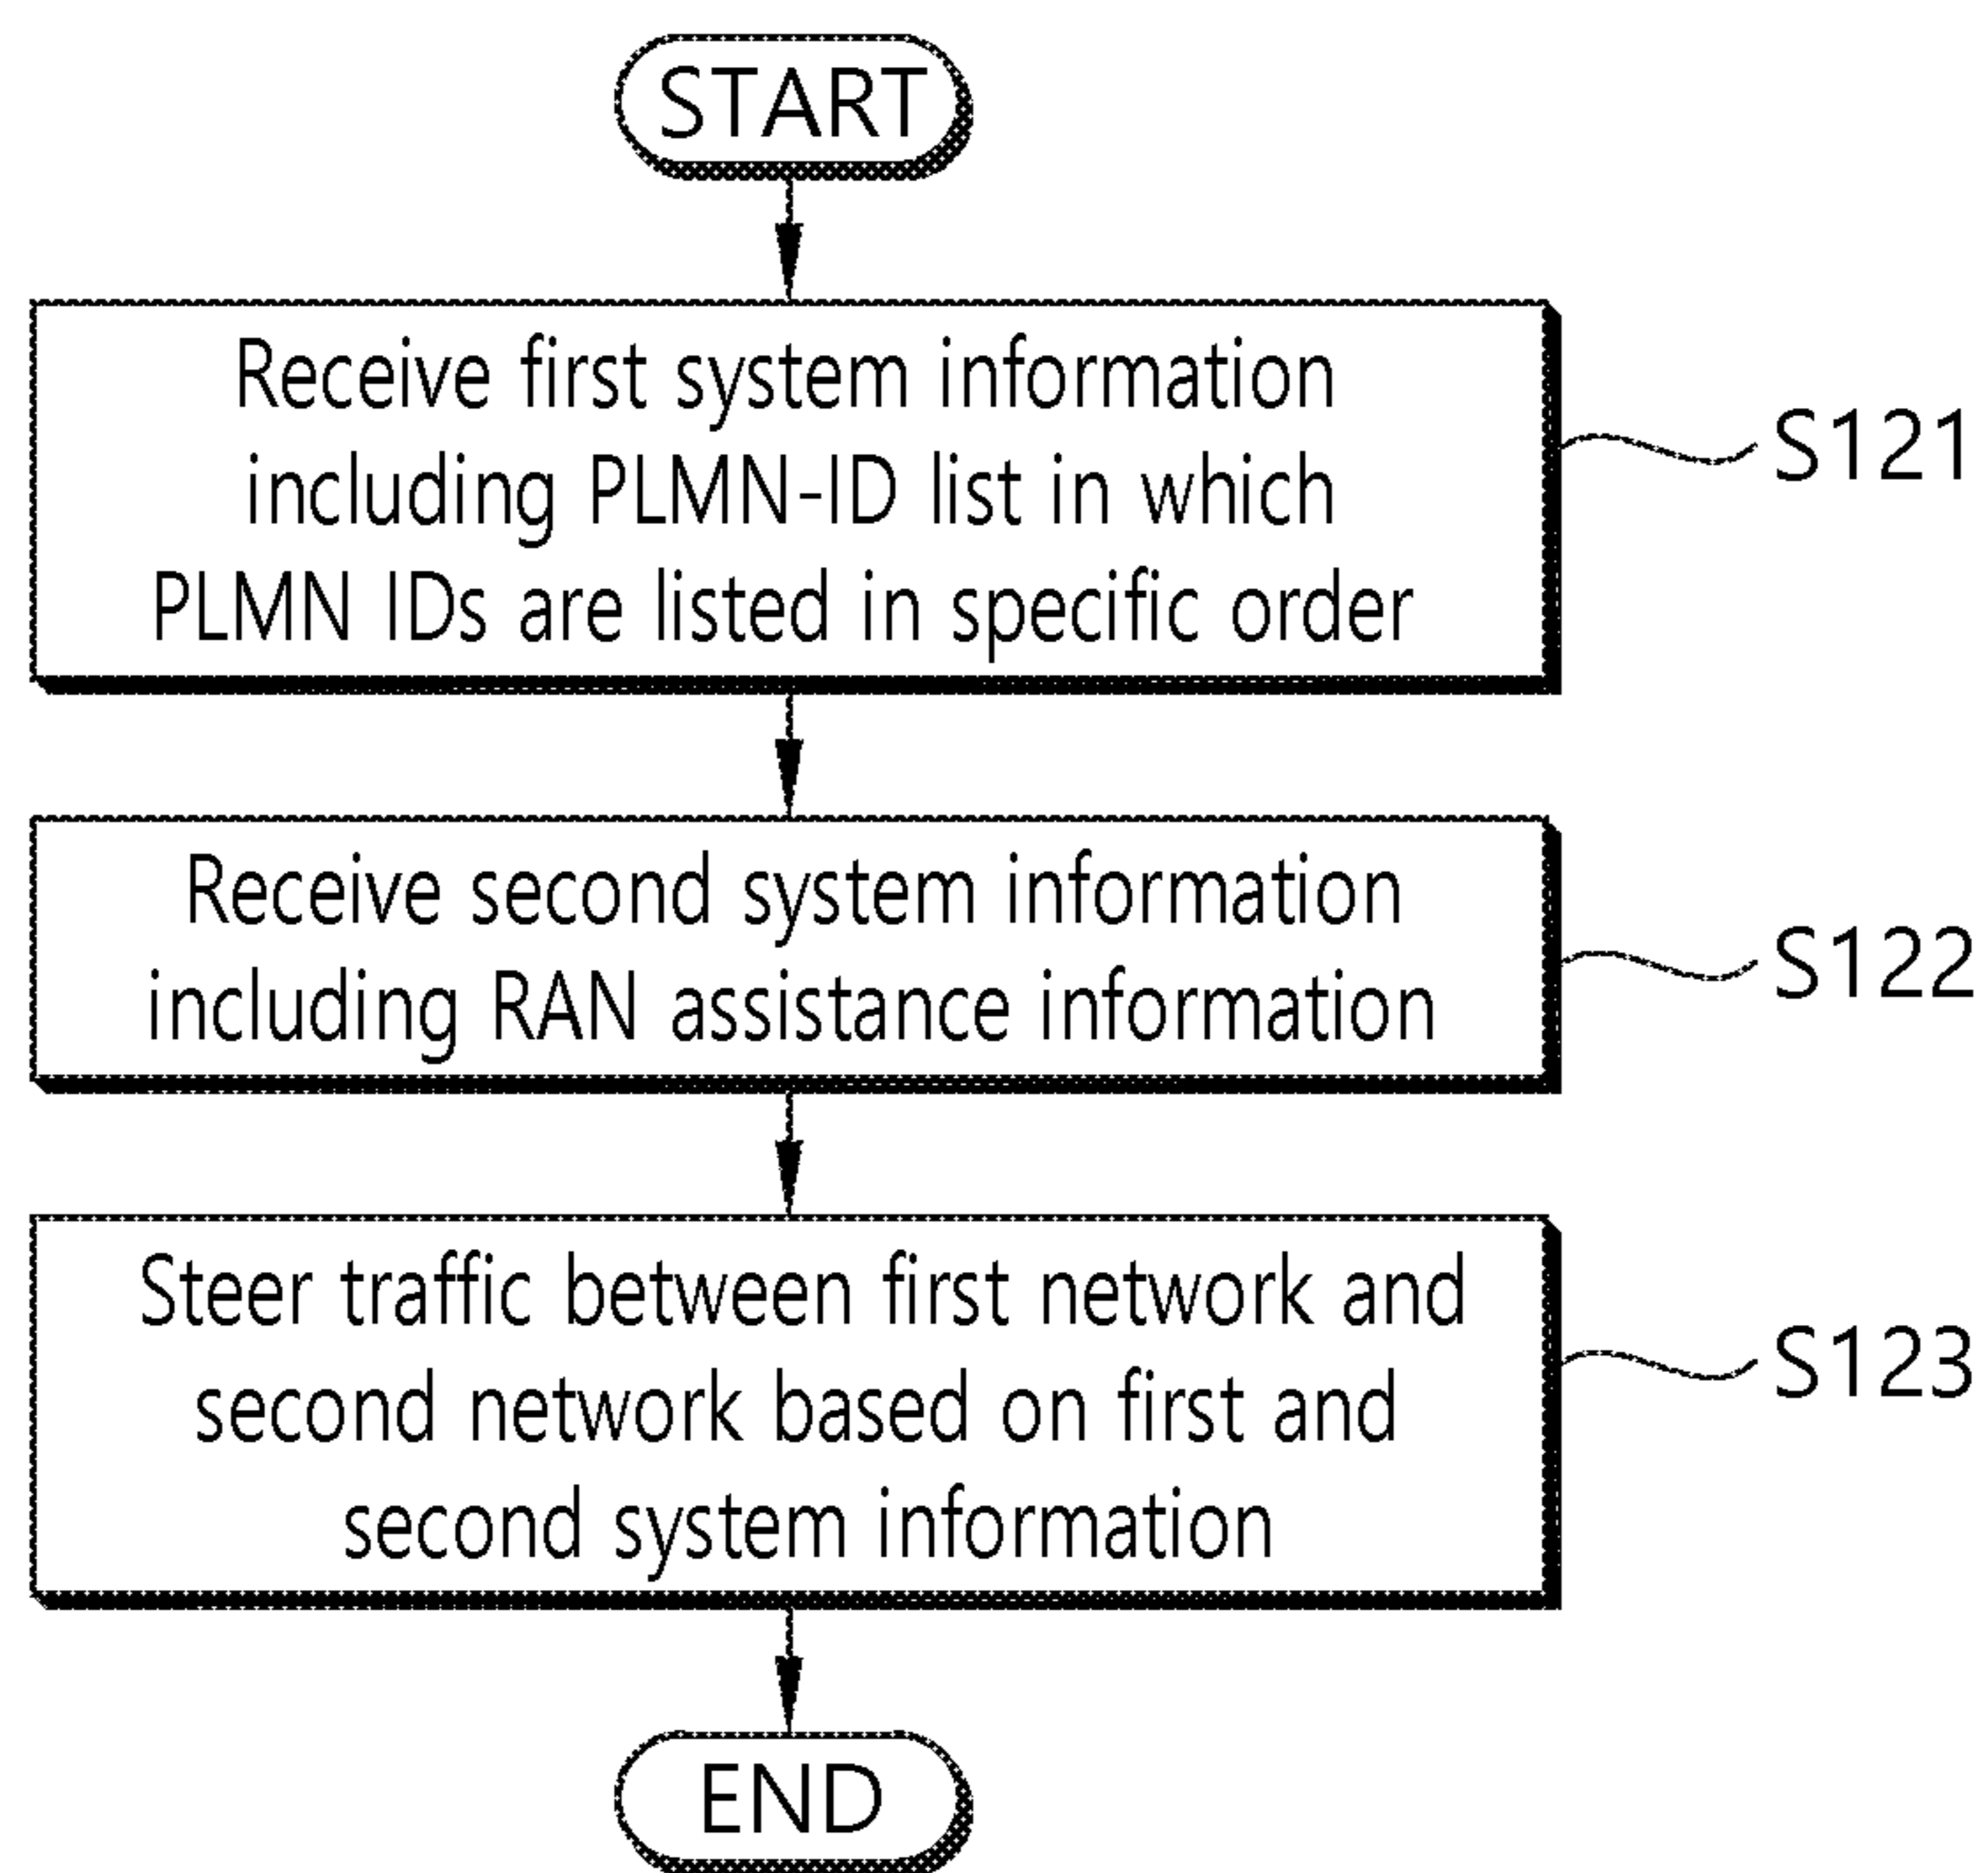 START
Receive first system information
including PLMN-ID list in which
PLMN IDs are listed in specific order
S121
Receive second system information
including RAN assistance information
S122
Steer traffic between first network and
second network based on first and
second system information
S123
END